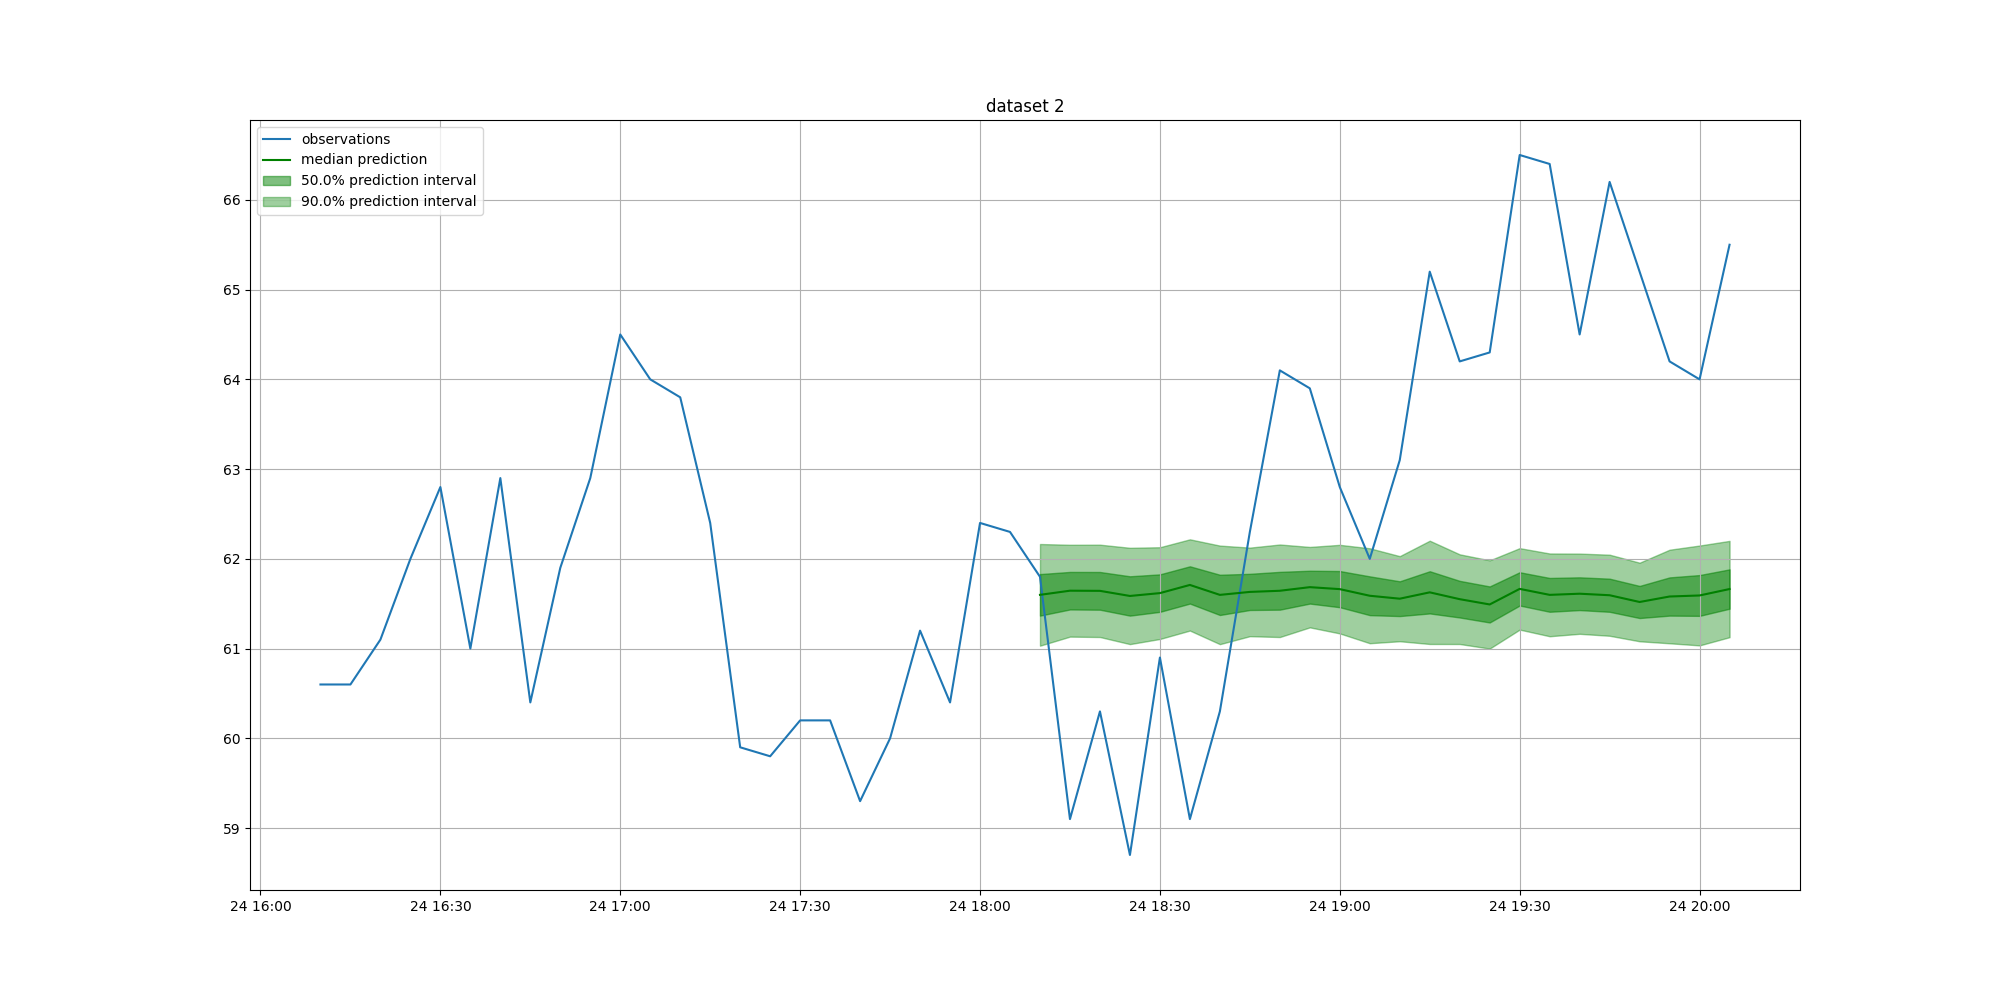 dataset 2
observations
median prediction
50.0% prediction interval
90.0% prediction interval
66
65
64
63
62
61
60
59
24 16:00 24 16:30 24 17:00 24 17:30 24 18:00 24 18:30 24 19:00 24 19:30 24 20:00